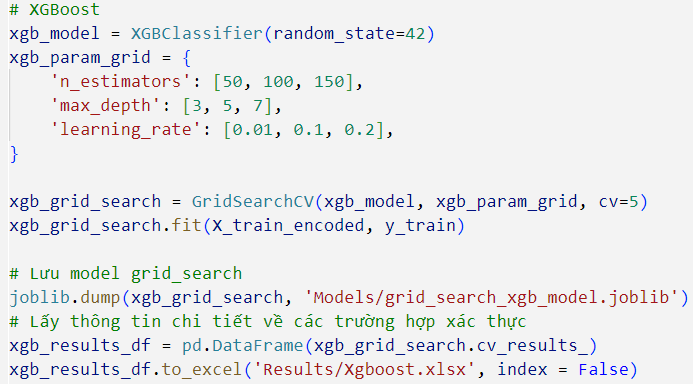 # XGBoost
xgb_model = XGBClassifier(random_state=42)
xgb_param_grid = {
    'n_estimators': [50, 100, 150],
    'max_depth': [3, 5, 7],
    'learning_rate': [0.01, 0.1, 0.2],
}

xgb_grid_search = GridSearchCV(xgb_model, xgb_param_grid, cv=5)
xgb_grid_search.fit(X_train_encoded, y_train)

# Lưu model grid_search
joblib.dump(xgb_grid_search, 'Models/grid_search_xgb_model.joblib')
# Lấy thông tin chi tiết về các trường hợp xác thực
xgb_results_df = pd.DataFrame(xgb_grid_search.cv_results_)
xgb_results_df.to_excel('Results/Xgboost.xlsx', index = False)